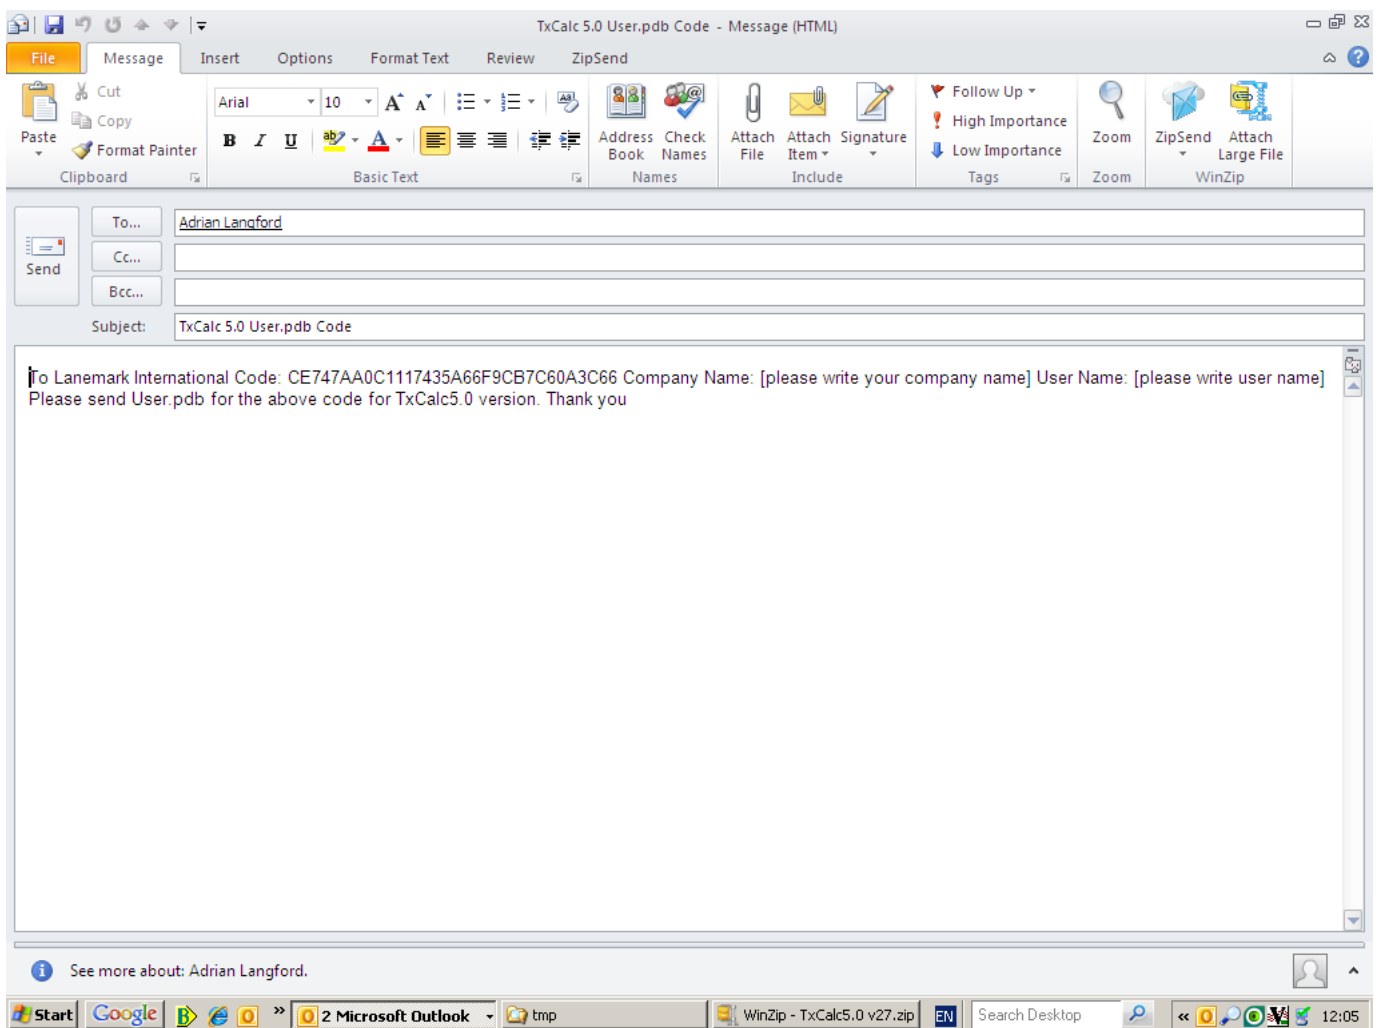 TxCalc 5.0 User.pdb Code - Message (HTML)
File Message Insert Options Format Text Review ZipSend
Cut
Copy
Paste
Format Painter
Clipboard
Arial 10
B I U
Basic Text
Address Book
Check Names
Names
Attach File
Attach Item
Signature
Include
Follow Up
High Importance
Low Importance
Tags
Zoom
Zoom
ZipSend
Attach Large File
WinZip
Send
To... Adrian Langford
Cc...
Bcc...
Subject: TxCalc 5.0 User.pdb Code
To Lanemark International Code: CE747AA0C1117435A66F9CB7C60A3C66 Company Name: [please write your company name] User Name: [please write user name]
Please send User.pdb for the above code for TxCalc5.0 version. Thank you
See more about: Adrian Langford.
Start Google 2 Microsoft Outlook tmp WinZip - TxCalc5.0 v27.zip EN Search Desktop 12:05